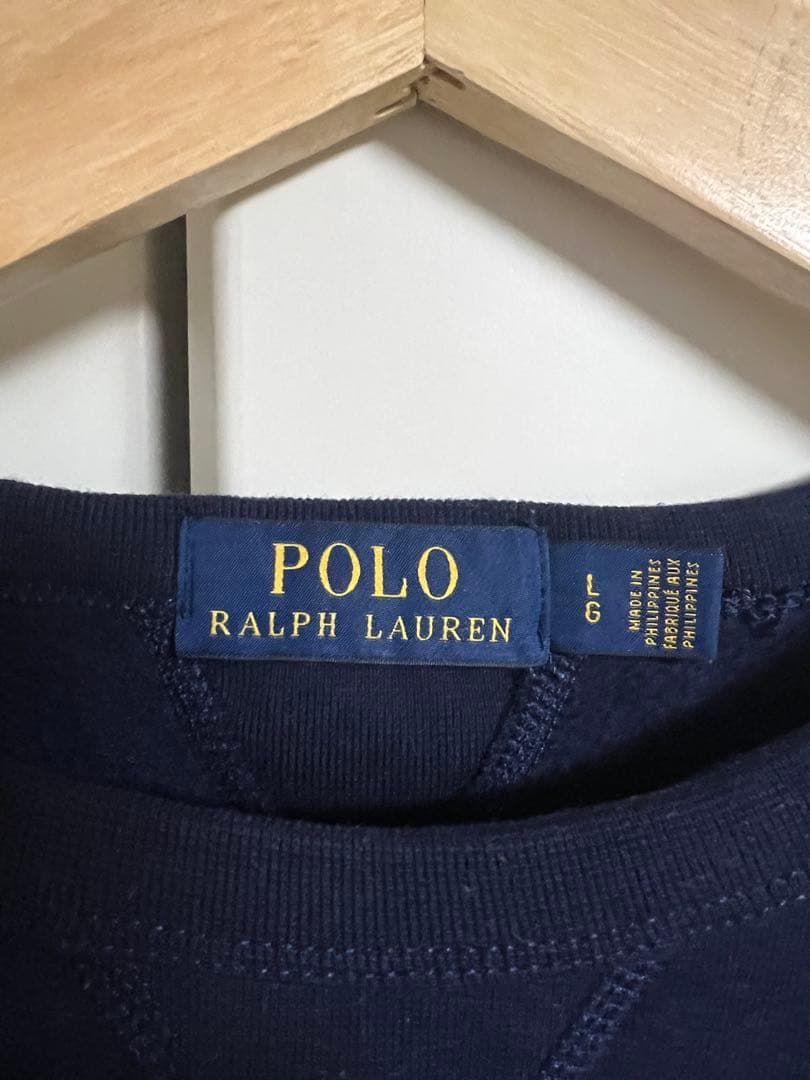 POLO
RALPH LAUREN
L
G
MADE IN
PHILIPPINES
FABRIQUÉ AUX
PHILIPPINES